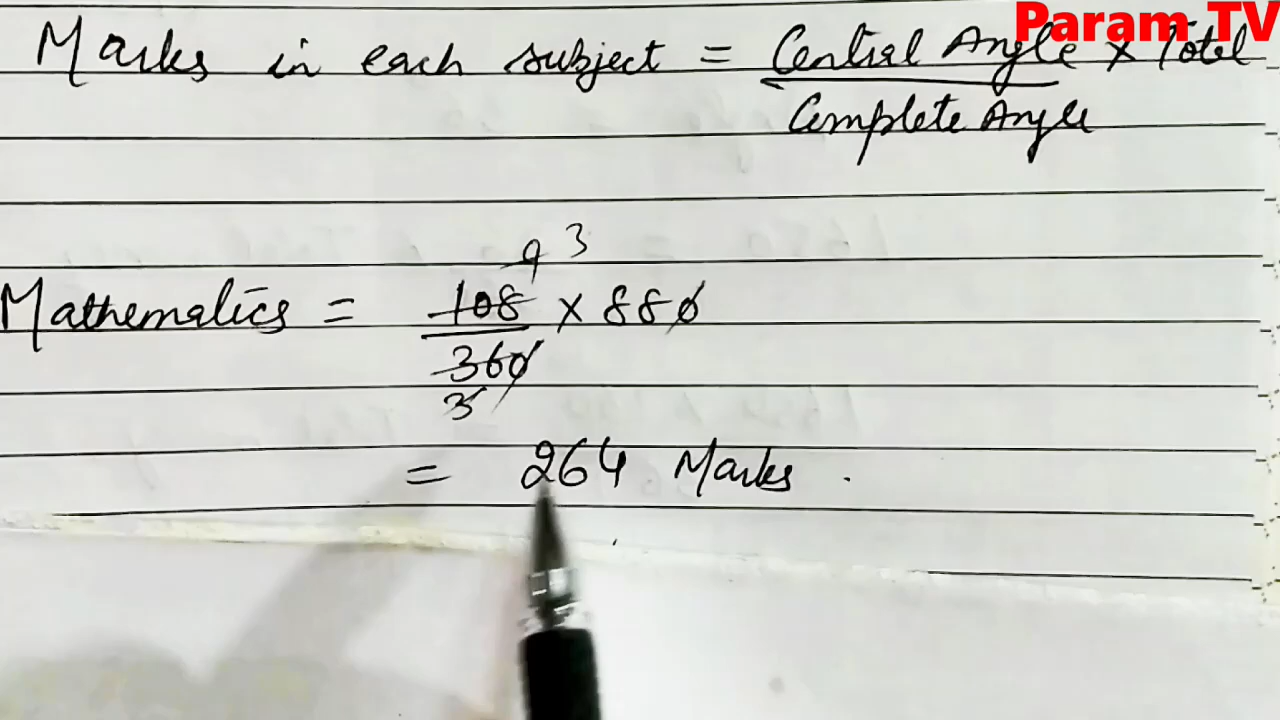 Param TV
Marks in each subject = Central Angle × Total
Complete Angle
9 3
Mathematics = 108 × 880
360
3
= 264 Marks.